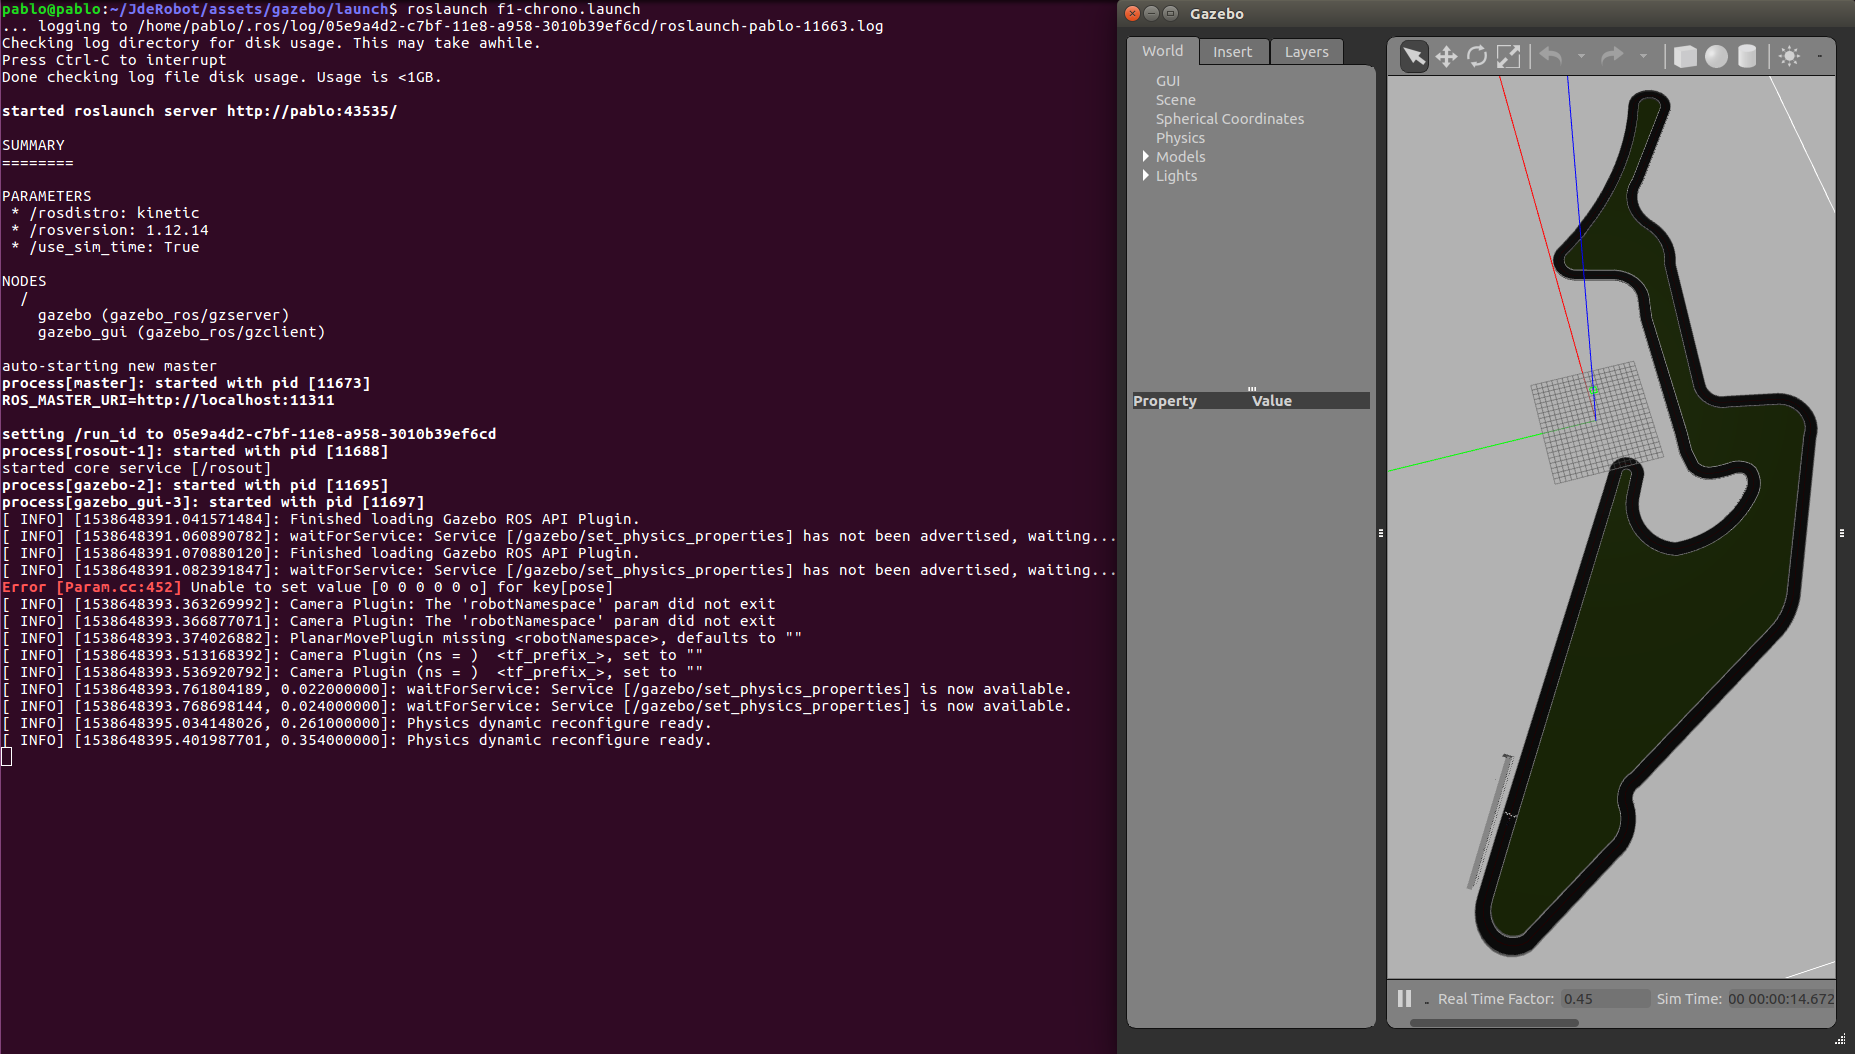 pablo@pablo:~/JdeRobot/assets/gazebo/launch$ roslaunch f1-chrono.launch
... logging to /home/pablo/.ros/log/05e9a4d2-c7bf-11e8-a958-3010b39ef6cd/roslaunch-pablo-11663.log
Checking log directory for disk usage. This may take awhile.
Press Ctrl-C to interrupt
Done checking log file disk usage. Usage is <1GB.
started roslaunch server http://pablo:43535/
SUMMARY
========
PARAMETERS
* /rosdistro: kinetic
* /rosversion: 1.12.14
* /use_sim_time: True
NODES
/
gazebo (gazebo_ros/gzserver)
gazebo_gui (gazebo_ros/gzclient)
auto-starting new master
process[master]: started with pid [11673]
ROS_MASTER_URI=http://localhost:11311
setting /run_id to 05e9a4d2-c7bf-11e8-a958-3010b39ef6cd
process[rosout-1]: started with pid [11688]
started core service [/rosout]
process[gazebo-2]: started with pid [11695]
process[gazebo_gui-3]: started with pid [11697]
[ INFO] [1538648391.041571484]: Finished loading Gazebo ROS API Plugin.
[ INFO] [1538648391.060890782]: waitForService: Service [/gazebo/set_physics_properties] has not been advertised, waiting...
[ INFO] [1538648391.070880120]: Finished loading Gazebo ROS API Plugin.
[ INFO] [1538648391.082391847]: waitForService: Service [/gazebo/set_physics_properties] has not been advertised, waiting...
Error [Param.cc:452] Unable to set value [0 0 0 0 0 o] for key[pose]
[ INFO] [1538648393.363269992]: Camera Plugin: The 'robotNamespace' param did not exit
[ INFO] [1538648393.366877071]: Camera Plugin: The 'robotNamespace' param did not exit
[ INFO] [1538648393.374026882]: PlanarMovePlugin missing <robotNamespace>, defaults to ""
[ INFO] [1538648393.513168392]: Camera Plugin (ns = )  <tf_prefix_>, set to ""
[ INFO] [1538648393.536920792]: Camera Plugin (ns = )  <tf_prefix_>, set to ""
[ INFO] [1538648393.761804189, 0.022000000]: waitForService: Service [/gazebo/set_physics_properties] is now available.
[ INFO] [1538648393.768698144, 0.024000000]: waitForService: Service [/gazebo/set_physics_properties] is now available.
[ INFO] [1538648395.034148026, 0.261000000]: Physics dynamic reconfigure ready.
[ INFO] [1538648395.401987701, 0.354000000]: Physics dynamic reconfigure ready.
Gazebo
World Insert Layers
GUI
Scene
Spherical Coordinates
Physics
Models
Lights
Property Value
Real Time Factor: 0.45 Sim Time: 00 00:00:14.672